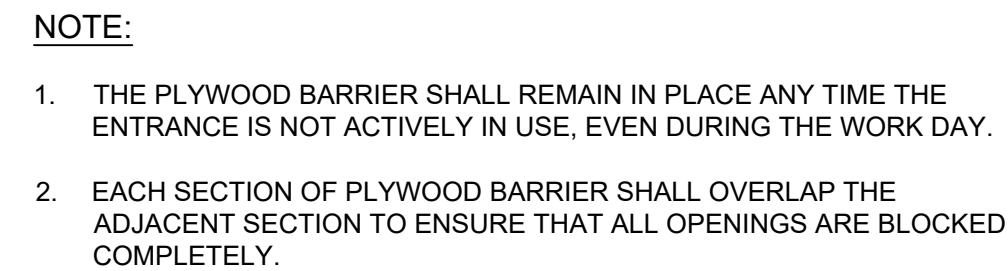 NOTE:
1. THE PLYWOOD BARRIER SHALL REMAIN IN PLACE ANY TIME THE
ENTRANCE IS NOT ACTIVELY IN USE, EVEN DURING THE WORK DAY.
2. EACH SECTION OF PLYWOOD BARRIER SHALL OVERLAP THE
ADJACENT SECTION TO ENSURE THAT ALL OPENINGS ARE BLOCKED
COMPLETELY.